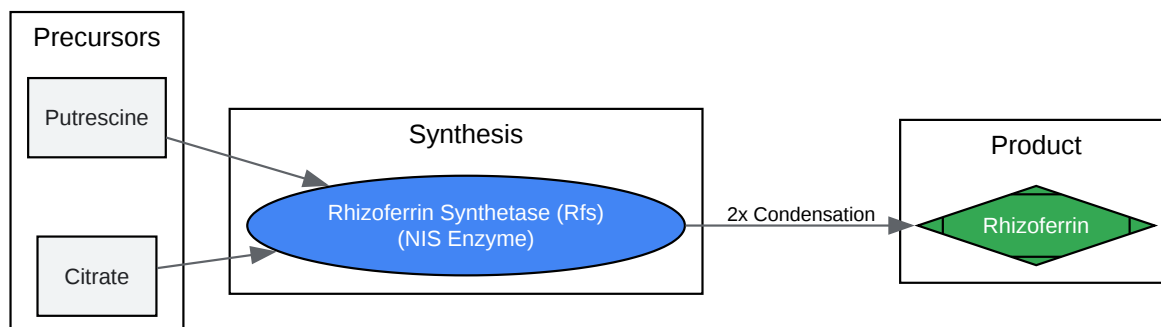 Precursors
Putrescine
Citrate
Synthesis
Rhizoferrin Synthetase (Rfs)
(NIS Enzyme)
2x Condensation
Product
Rhizoferrin